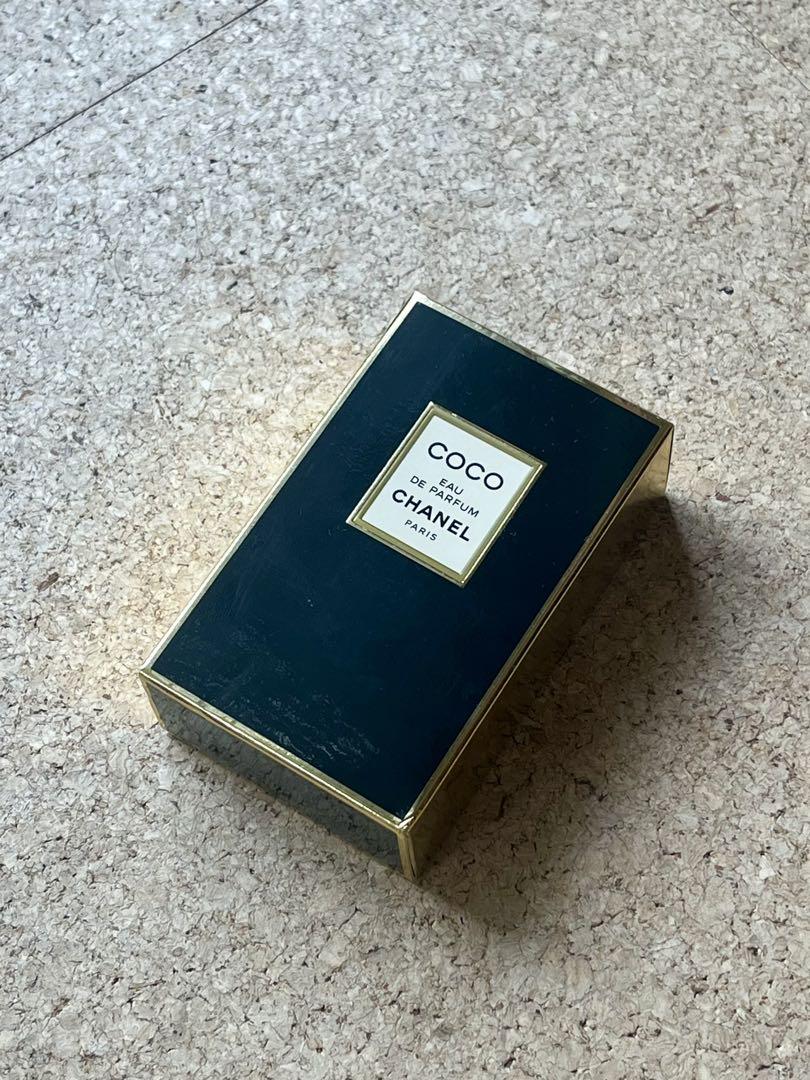 COCO
EAU
DE PARFUM
CHANEL
PARIS